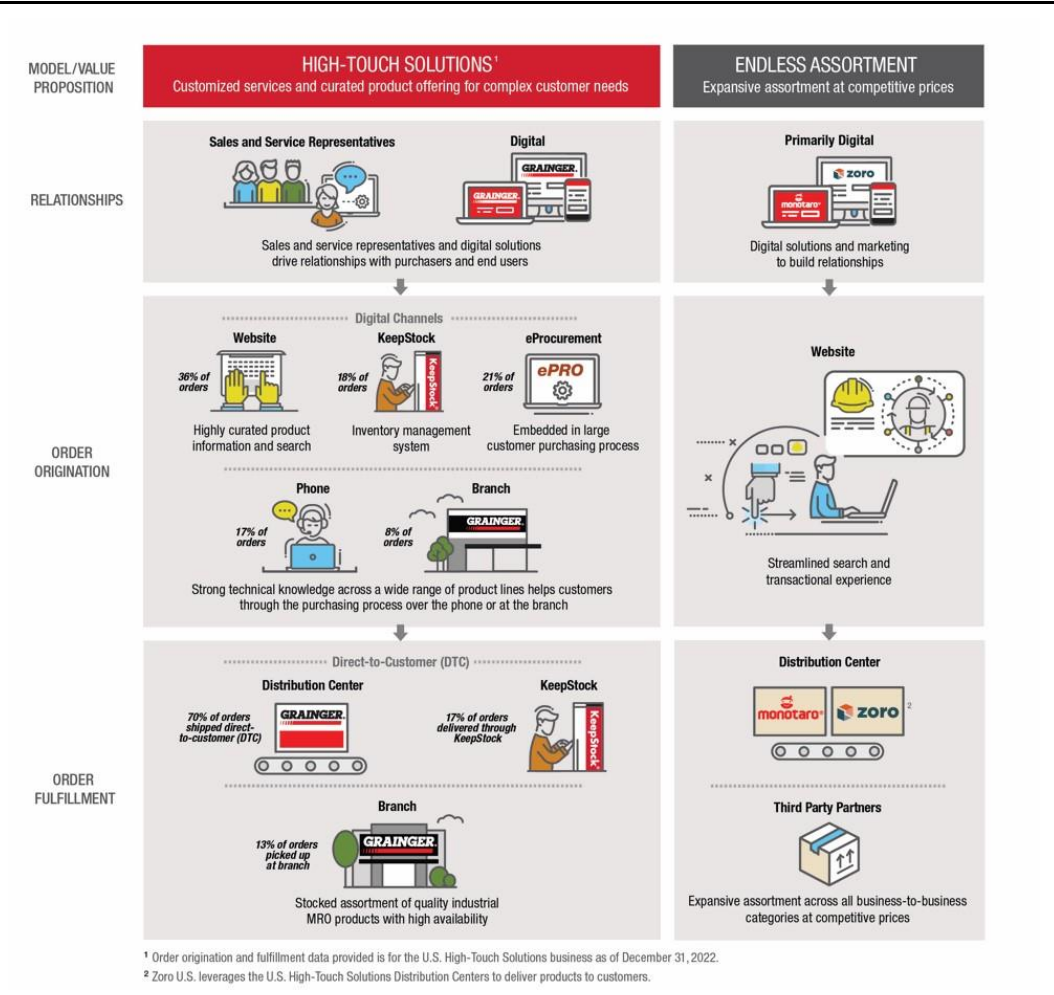 MODEL/VALUE
PROPOSITION
HIGH-TOUCH SOLUTIONS¹
Customized services and curated product offering for complex customer needs
ENDLESS ASSORTMENT
Expansive assortment at competitive prices
RELATIONSHIPS
Sales and Service Representatives
Digital
GRAINGER.
GRAINGER.
Sales and service representatives and digital solutions
drive relationships with purchasers and end users
Primarily Digital
zoro
monotaro
Digital solutions and marketing
to build relationships
ORDER
ORIGINATION
Digital Channels
Website
36% of
orders
Highly curated product
information and search
KeepStock
18% of
orders
KeepStock
Inventory management
system
eProcurement
21% of
orders
ePRO
Embedded in large
customer purchasing process
Phone
17% of
orders
Branch
8% of
orders
GRAINGER
Strong technical knowledge across a wide range of product lines helps customers
through the purchasing process over the phone or at the branch
Website
Streamlined search and
transactional experience
ORDER
FULFILLMENT
Direct-to-Customer (DTC)
Distribution Center
70% of orders
shipped direct-
to-customer (DTC)
GRAINGER.
KeepStock
17% of orders
delivered through
KeepStock
KeepStock
Branch
13% of orders
picked up
at branch
GRAINGER.
Stocked assortment of quality industrial
MRO products with high availability
Distribution Center
monotaro
zoro ²
Third Party Partners
Expansive assortment across all business-to-business
categories at competitive prices
¹ Order origination and fulfillment data provided is for the U.S. High-Touch Solutions business as of December 31, 2022.
² Zoro U.S. leverages the U.S. High-Touch Solutions Distribution Centers to deliver products to customers.